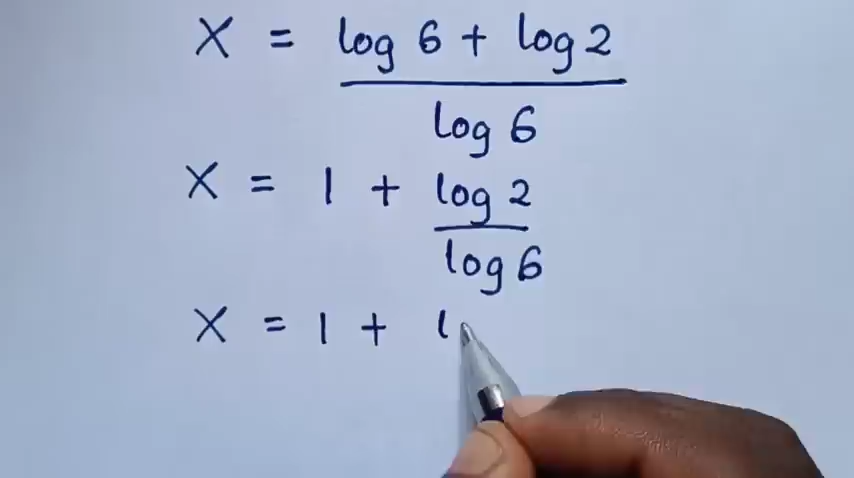 X = log 6 + log 2
log 6
X = 1 + log 2
log 6
X = 1 + l